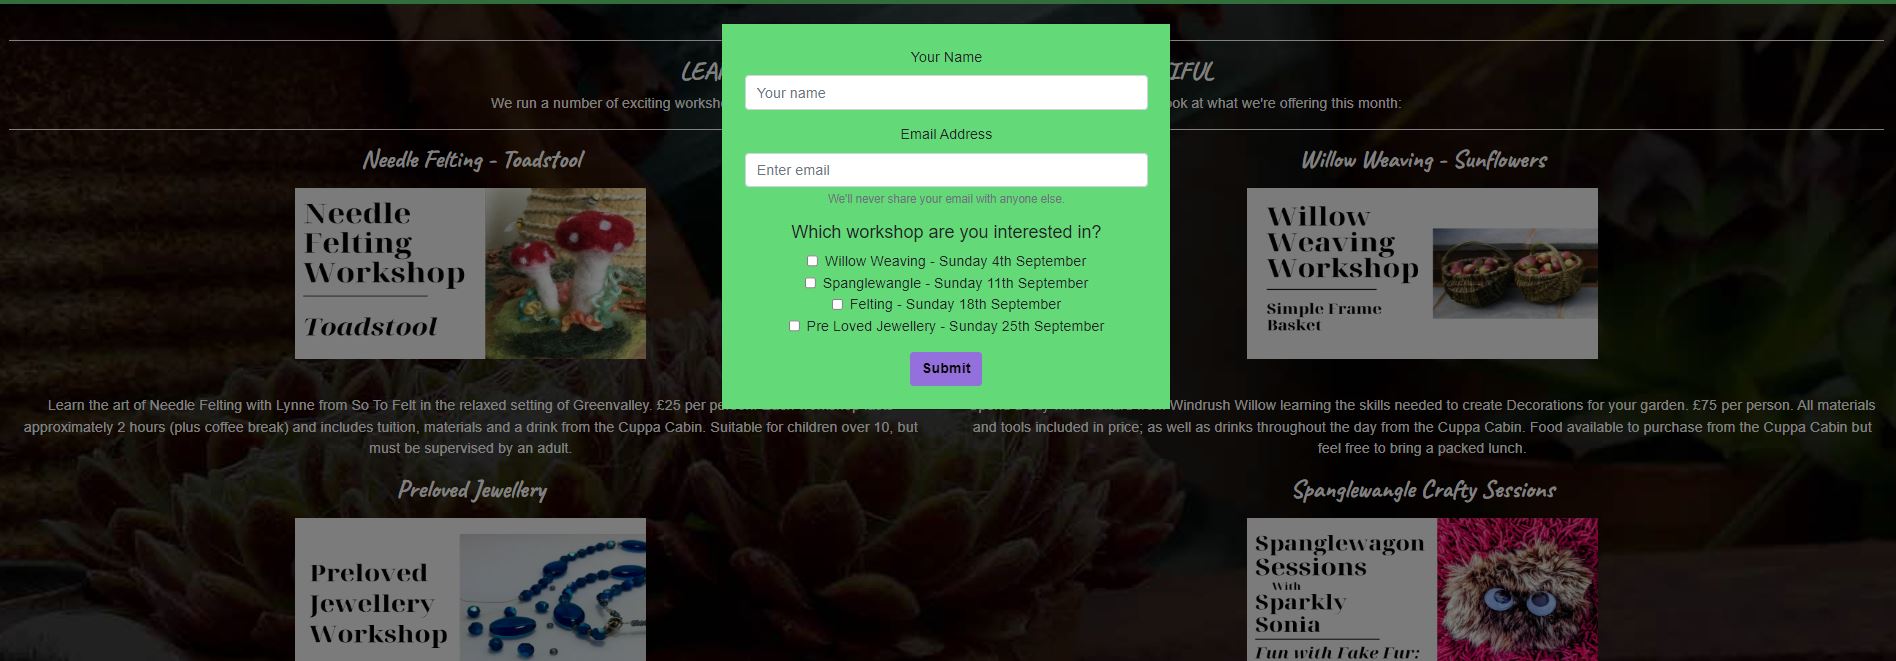 LEA
TIFUL
We run a number of exciting worksh
ook at what we're offering this month:
Your Name
Your name
Email Address
Enter email
We'll never share your email with anyone else.
Which workshop are you interested in?
Willow Weaving - Sunday 4th September
Spanglewangle - Sunday 11th September
Felting - Sunday 18th September
Pre Loved Jewellery - Sunday 25th September
Submit
Needle Felting - Toadstool
Needle
Felting
Workshop
Toadstool
Learn the art of Needle Felting with Lynne from So To Felt in the relaxed setting of Greenvalley. £25 per
approximately 2 hours (plus coffee break) and includes tuition, materials and a drink from the Cuppa Cabin. Suitable for children over 10, but
must be supervised by an adult.
Willow Weaving - Sunflowers
Willow
Weaving
Workshop
Simple Frame
Basket
Windrush Willow learning the skills needed to create Decorations for your garden. £75 per person. All materials
and tools included in price; as well as drinks throughout the day from the Cuppa Cabin. Food available to purchase from the Cuppa Cabin but
feel free to bring a packed lunch.
Preloved Jewellery
Preloved
Jewellery
Workshop
Spanglewangle Crafty Sessions
Spanglewagon
Sessions
With
Sparkly
Sonia
Fun with Fake Fur: